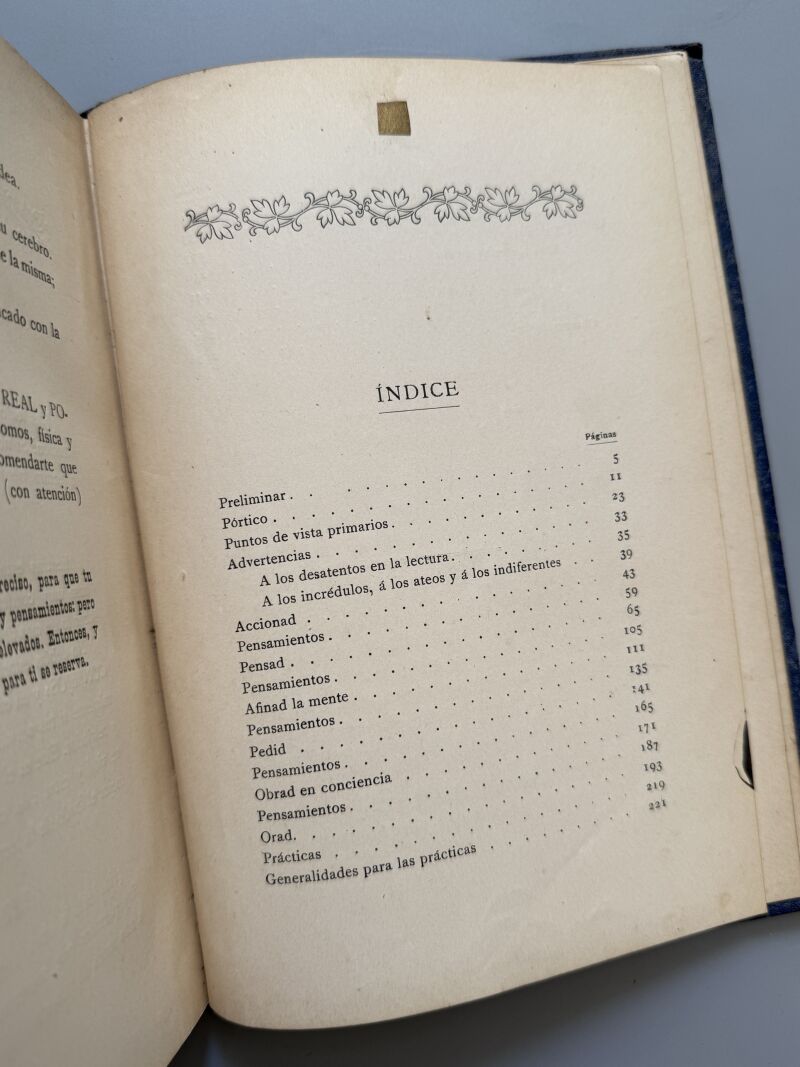 dea.
u cerebro.
e la misma;
cado con la
REAL y PO-
omos, física y
omendarte que
(con atención)
reciso, para que tu
y pensamientos: pero
elevados. Entonces, y
para ti se reserva.
ÍNDICE
Páginas
Preliminar . . . . . . . . . . . . . 5
Pórtico . . . . . . . . . . . . . 11
Puntos de vista primarios . . . . . . . . . 23
Advertencias . . . . . . . . . . . . 33
A los desatentos en la lectura . . . . . . 35
A los incrédulos, á los ateos y á los indiferentes . . 39
Accionad . . . . . . . . . . . . . 43
Pensamientos . . . . . . . . . . . . 59
Pensad . . . . . . . . . . . . . 65
Pensamientos . . . . . . . . . . . . 105
Afinad la mente . . . . . . . . . . . 111
Pensamientos . . . . . . . . . . . . 135
Pedid . . . . . . . . . . . . . 141
Pensamientos . . . . . . . . . . . . 165
Obrad en conciencia . . . . . . . . . . 171
Pensamientos . . . . . . . . . . . . 187
Orad. . . . . . . . . . . . . . 193
Prácticas . . . . . . . . . . . . . 219
Generalidades para las prácticas . . . . . . . 221